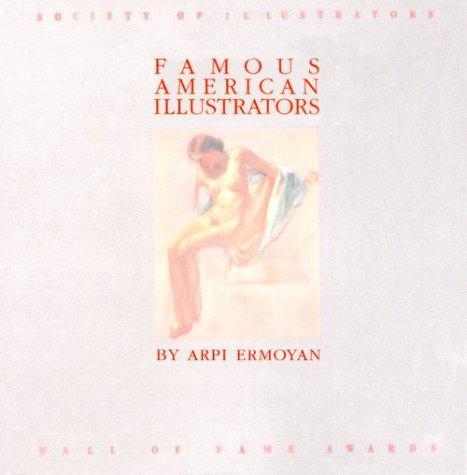 SOCIETY OF ILLUSTRATORS
FAMOUS
AMERICAN
ILLUSTRATORS
BY ARPI ERMOYAN
HALL OF FAME AWARDS